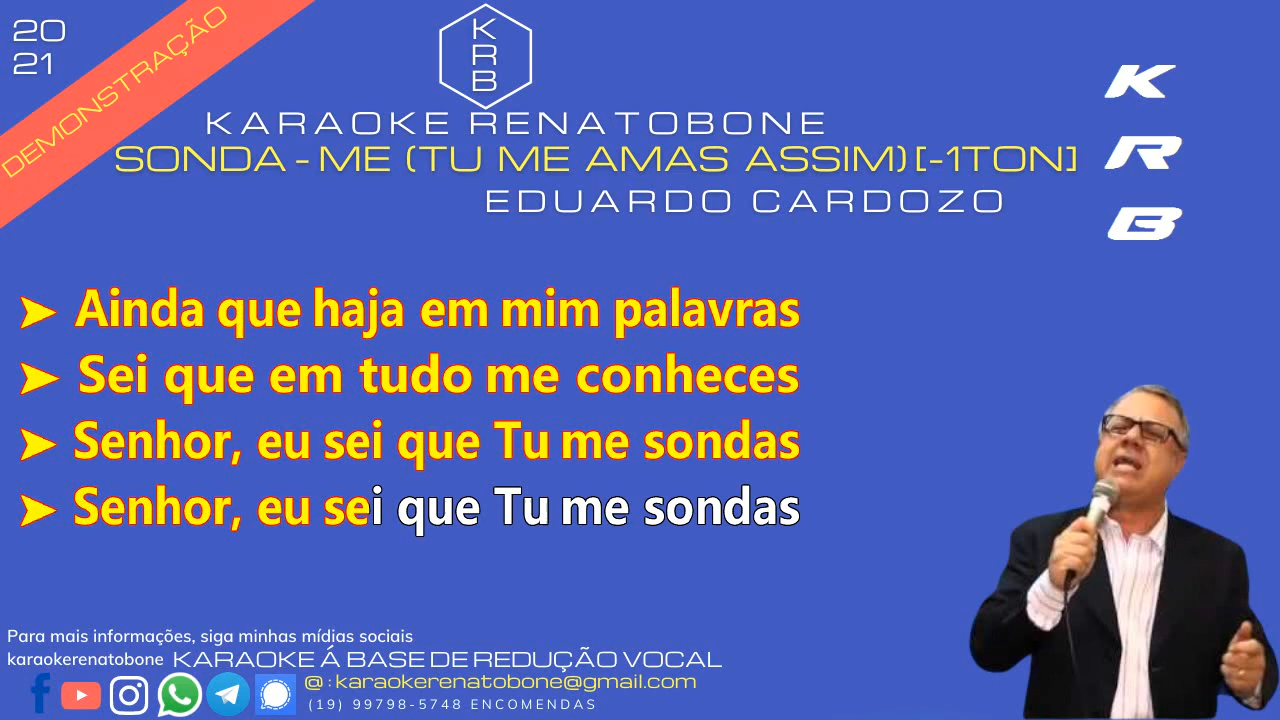 20
21
DEMONSTRAÇÃO
K
R
B
KARAOKE RENATOBONE
SONDA - ME (TU ME AMAS ASSIM) [-1TON]
EDUARDO CARDOZO
K
R
B
➤ Ainda que haja em mim palavras
➤ Sei que em tudo me conheces
➤ Senhor, eu sei que Tu me sondas
➤ Senhor, eu sei que Tu me sondas
Para mais informações, siga minhas mídias sociais
karaokerenatobone KARAOKE Á BASE DE REDUÇÃO VOCAL
@ : karaokerenatobone@gmail.com
(19) 99798-5748 ENCOMENDAS